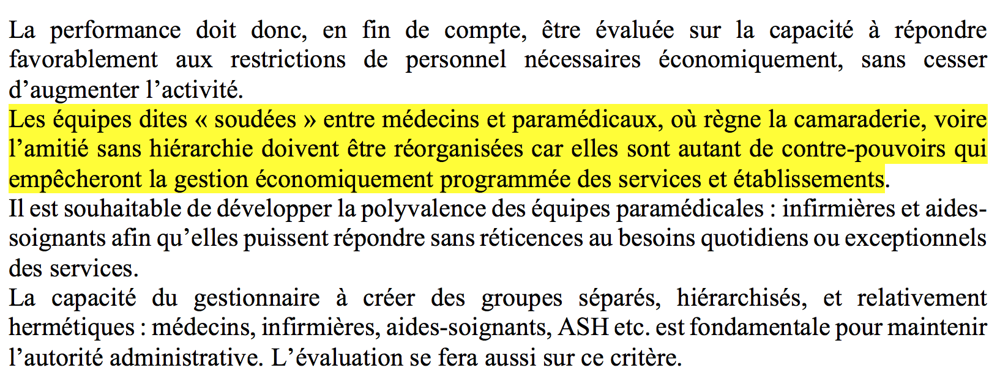 La performance doit donc, en fin de compte, être évaluée sur la capacité à répondre
favorablement aux restrictions de personnel nécessaires économiquement, sans cesser
d’augmenter l’activité.
Les équipes dites « soudées » entre médecins et paramédicaux, où règne la camaraderie, voire
l’amitié sans hiérarchie doivent être réorganisées car elles sont autant de contre-pouvoirs qui
empêcheront la gestion économiquement programmée des services et établissements.
Il est souhaitable de développer la polyvalence des équipes paramédicales : infirmières et aides-
soignants afin qu’elles puissent répondre sans réticences au besoins quotidiens ou exceptionnels
des services.
La capacité du gestionnaire à créer des groupes séparés, hiérarchisés, et relativement
hermétiques : médecins, infirmières, aides-soignants, ASH etc. est fondamentale pour maintenir
l’autorité administrative. L’évaluation se fera aussi sur ce critère.